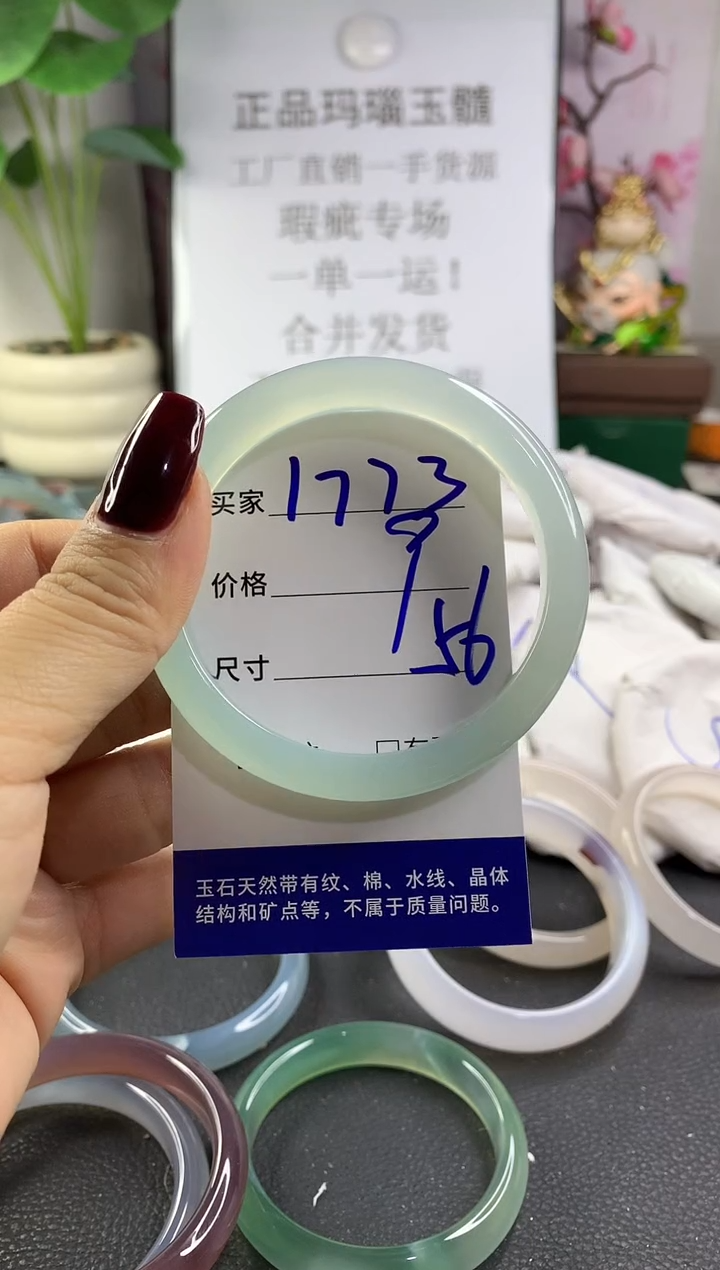 正品玛瑙玉髓
工厂直销一手货源
瑕疵专场
一单一运！
合并发货
买家 1773
价格 9
尺寸 56
玉石天然带有纹、棉、水线、晶体
结构和矿点等，不属于质量问题。